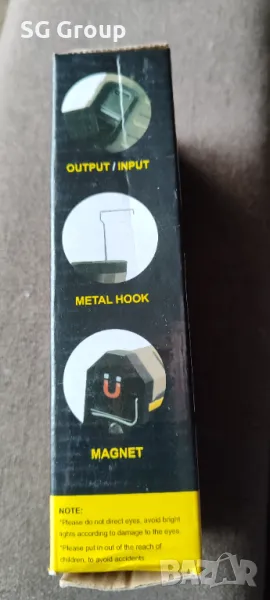 SG Group
OUTPUT / INPUT
METAL HOOK
MAGNET
NOTE:
*Please do not direct eyes, avoid bright
lights according to damage to the eyes.
*Please put in out of the reach of
children, to avoid accidents.
bazar